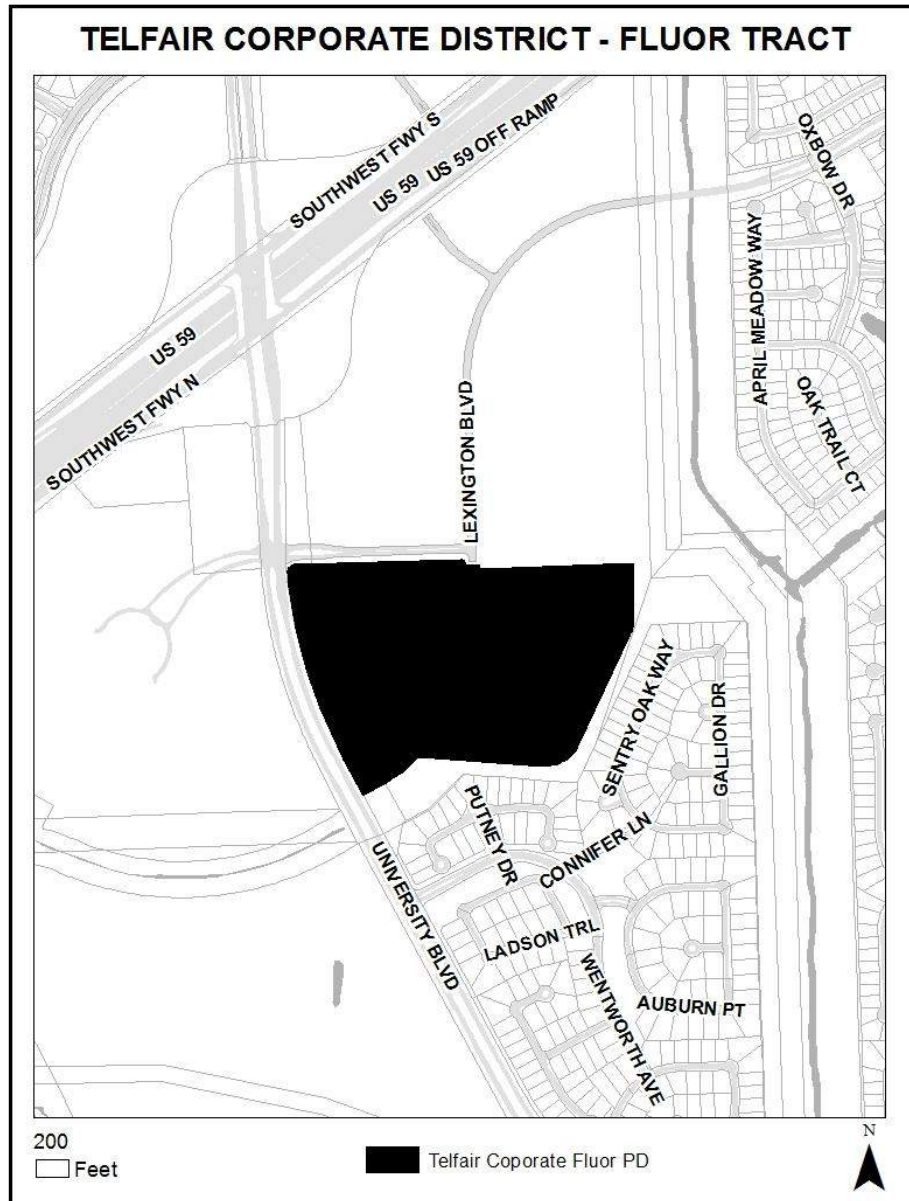 TELFAIR CORPORATE DISTRICT - FLUOR TRACT
SOUTHWEST FWY S
US 59 OFF RAMP
US 59
OXBOW DR
APRIL MEADOW WAY
US 59
SOUTHWEST FWY N
LEXINGTON BLVD
OAK TRAIL CT
SENTRY OAK WAY
GALLION DR
PUTNEY DR
CONNIFER LN
UNIVERSITY BLVD
LADSON TRL
WENTWORTH AVE
AUBURN PT
200
Feet
Telfair Coporate Fluor PD
N